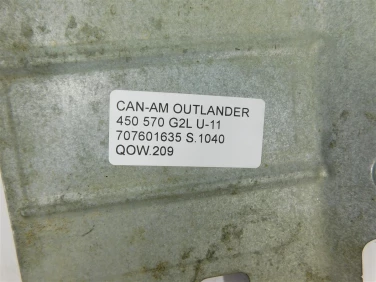 CAN-AM OUTLANDER
450 570 G2L U-11
707601635 S.1040
QOW.209